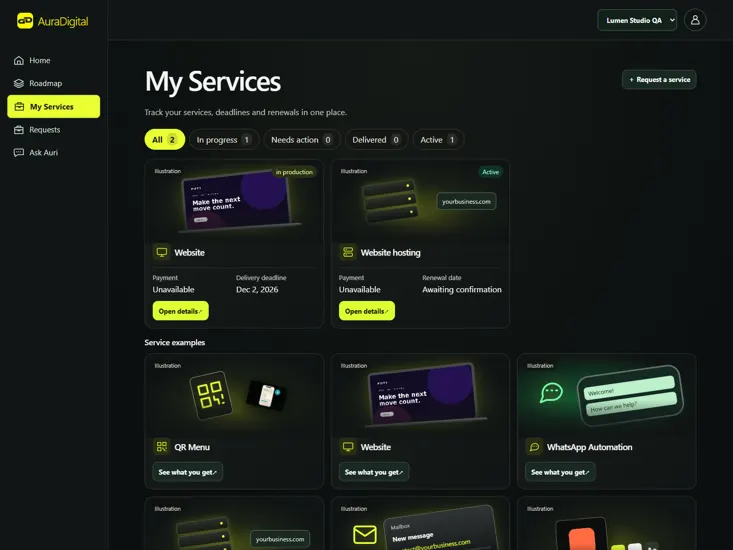 AuraDigital
Lumen Studio QA
Home
Roadmap
My Services
Requests
Ask Auri
My Services
+ Request a service
Track your services, deadlines and renewals in one place.
All 2
In progress 1
Needs action 0
Delivered 0
Active 1
Illustration
in production
Make the next
move count.
Website
Payment
Unavailable
Delivery deadline
Dec 2, 2026
Open details↗
Illustration
Active
yourbusiness.com
Website hosting
Payment
Unavailable
Renewal date
Awaiting confirmation
Open details↗
Service examples
Illustration
QR Menu
See what you get↗
Illustration
Make the next
move count.
Website
See what you get↗
Illustration
Welcome!
How can we help?
WhatsApp Automation
See what you get↗
Illustration
yourbusiness.com
Illustration
Mailbox
New message
@yourbusiness.com
Illustration